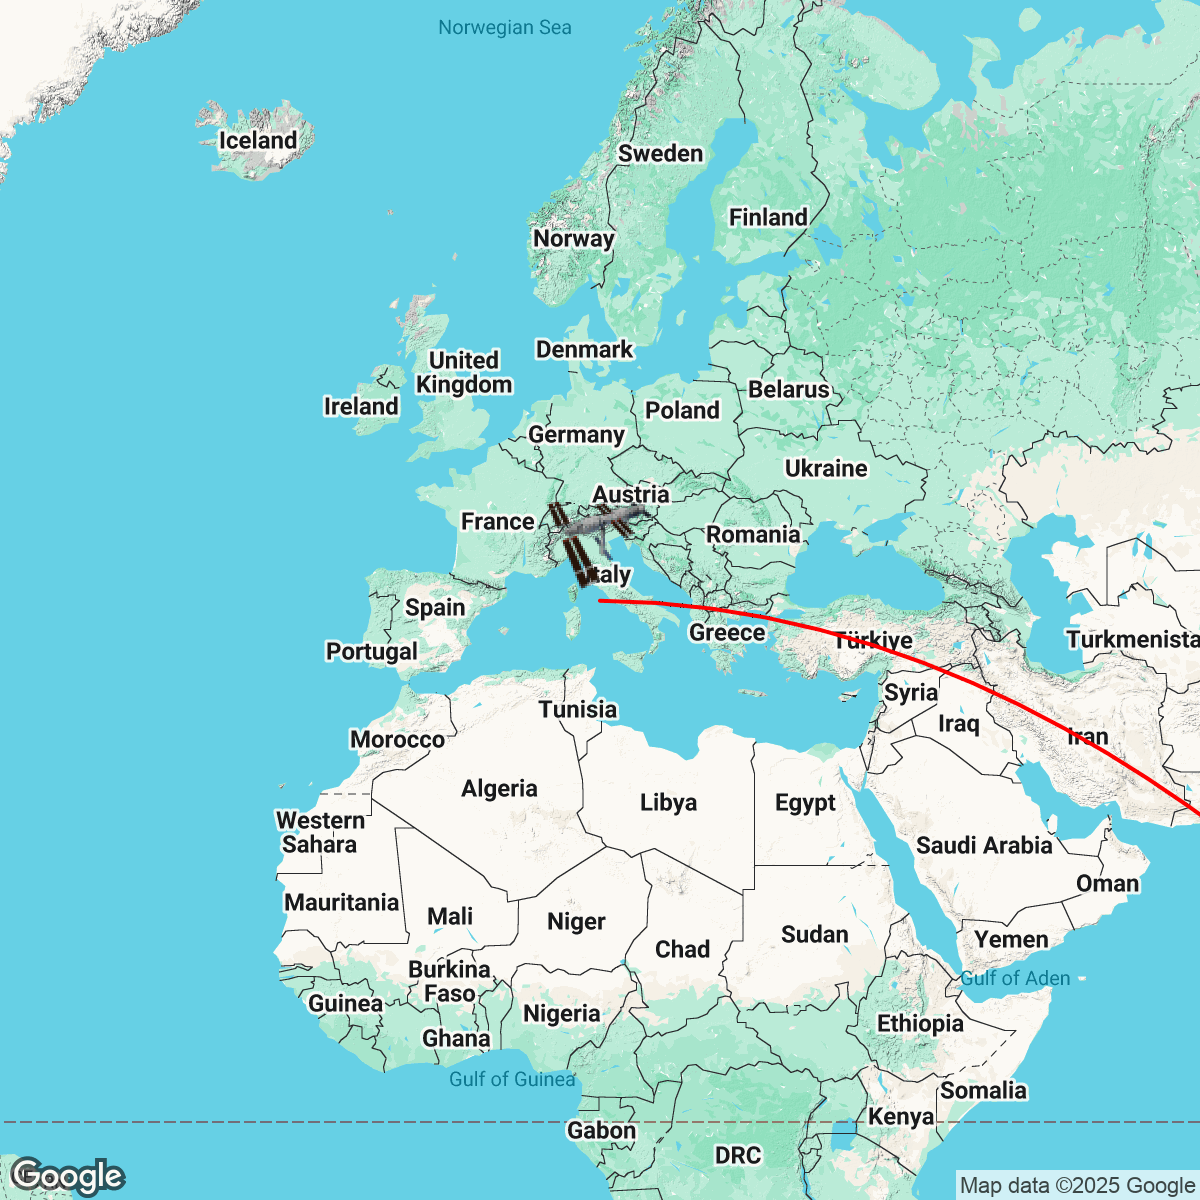 Norwegian Sea
Iceland
Sweden
Finland
Norway
Denmark
United
Kingdom
Belarus
Ireland
Poland
Germany
Ukraine
Austria
France
Romania
Italy
Spain
Greece
Türkiye
Turkmenista
Portugal
Syria
Tunisia
Iraq
Iran
Morocco
Algeria
Libya
Egypt
Western
Sahara
Saudi Arabia
Oman
Mauritania
Mali
Niger
Chad
Sudan
Yemen
Burkina
Faso
Gulf of Aden
Guinea
Nigeria
Ethiopia
Ghana
Gulf of Guinea
Somalia
Kenya
Gabon
DRC
Google
Map data ©2025 Google